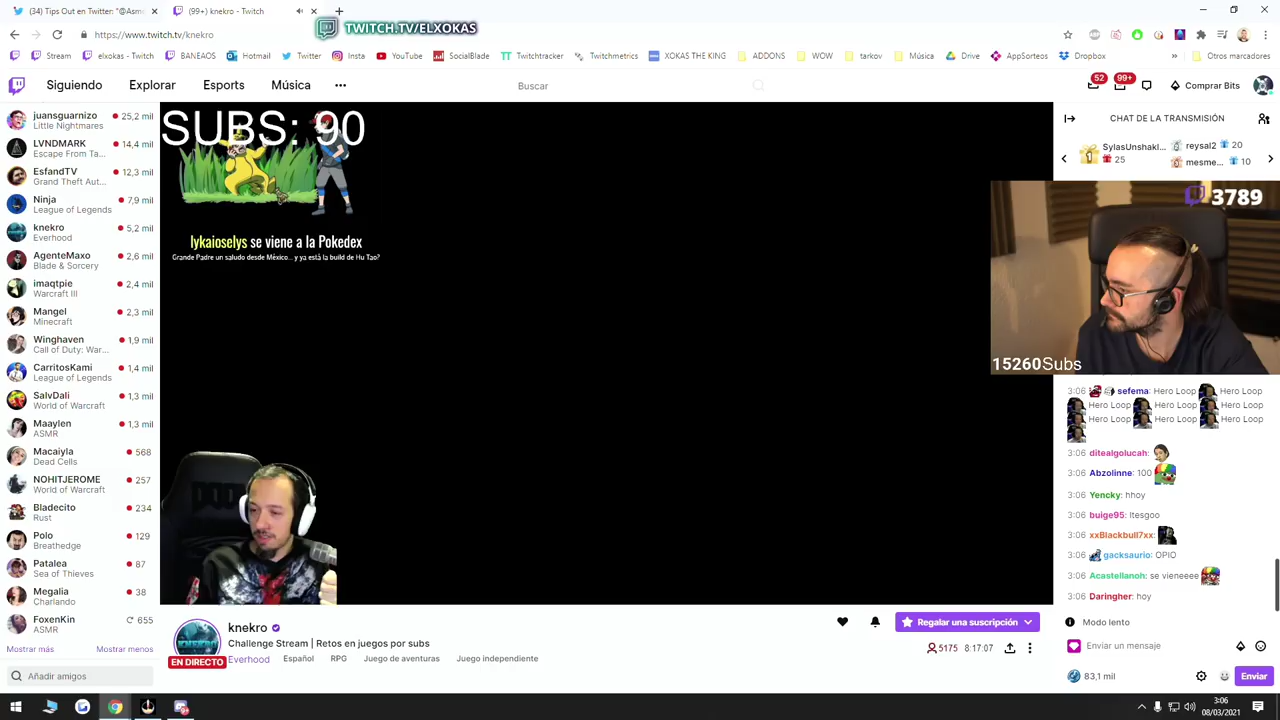 (34) Tips Out en Twitter: "@Asm
(99+) knekro - Twitch
TWITCH.TV/ELXOKAS
https://www.twitch.tv/knekro
Stream
elxokas - Twitch
BANEAOS
Hotmail
Twitter
Insta
YouTube
SocialBlade
Twitchtracker
Twitchmetrics
XOKAS THE KING
ADDONS
WOW
tarkov
Música
Drive
AppSorteos
Dropbox
»
Otros marcadores
Siguiendo
Explorar
Esports
Música
Buscar
52
99+
Comprar Bits
juansguarnizo 25,2 mil
Little Nightmares
LVNDMARK 14,4 mil
Escape From Ta...
EsfandTV 12,3 mil
Grand Theft Aut...
Ninja 7,9 mil
League of Legends
knekro 5,2 mil
Everhood
AgenteMaxo 2,6 mil
Blade & Sorcery
imaqtpie 2,4 mil
Warcraft III
Mangel 2,3 mil
Minecraft
Winghaven 1,9 mil
Call of Duty: War...
CarritosKami 1,4 mil
League of Legends
SalvDali 1,3 mil
World of Warcraft
Maaylen 1,3 mil
ASMR
Macaiyla 568
Dead Cells
NOHITJEROME 257
World of Warcraft
Bladecito 234
Rust
Polo 129
Breathedge
Patalea 87
Sea of Thieves
Megalia 38
Charlando
FoxenKin 655
ASMR
Mostrar más
Mostrar menos
Añadir amigos
SUBS: 90
lykaioselys se viene a la Pokedex
Grande Padre un saludo desde México... y ya está la build de Hu Tao?
knekro
Challenge Stream | Retos en juegos por subs
EN DIRECTO
Everhood
Español
RPG
Juego de aventuras
Juego independiente
Regalar una suscripción
5175
8:17:07
CHAT DE LA TRANSMISIÓN
SylasUnshakl...
25
reysal2 20
mesme... 10
3789
15260Subs
3:06 sefema: Hero Loop Hero Loop
Hero Loop Hero Loop Hero Loop
Hero Loop Hero Loop Hero Loop
3:06 ditealgolucah:
3:06 Abzolinne: 100
3:06 Yencky: hhoy
3:06 buige95: Itesgoo
3:06 xxBlackbull7xx:
3:06 gacksaurio: OPIO
3:06 Acastellanoh: se vieneeee
3:06 Daringher: hoy
Modo lento
Enviar un mensaje
83,1 mil
Enviar
3:06
08/03/2021